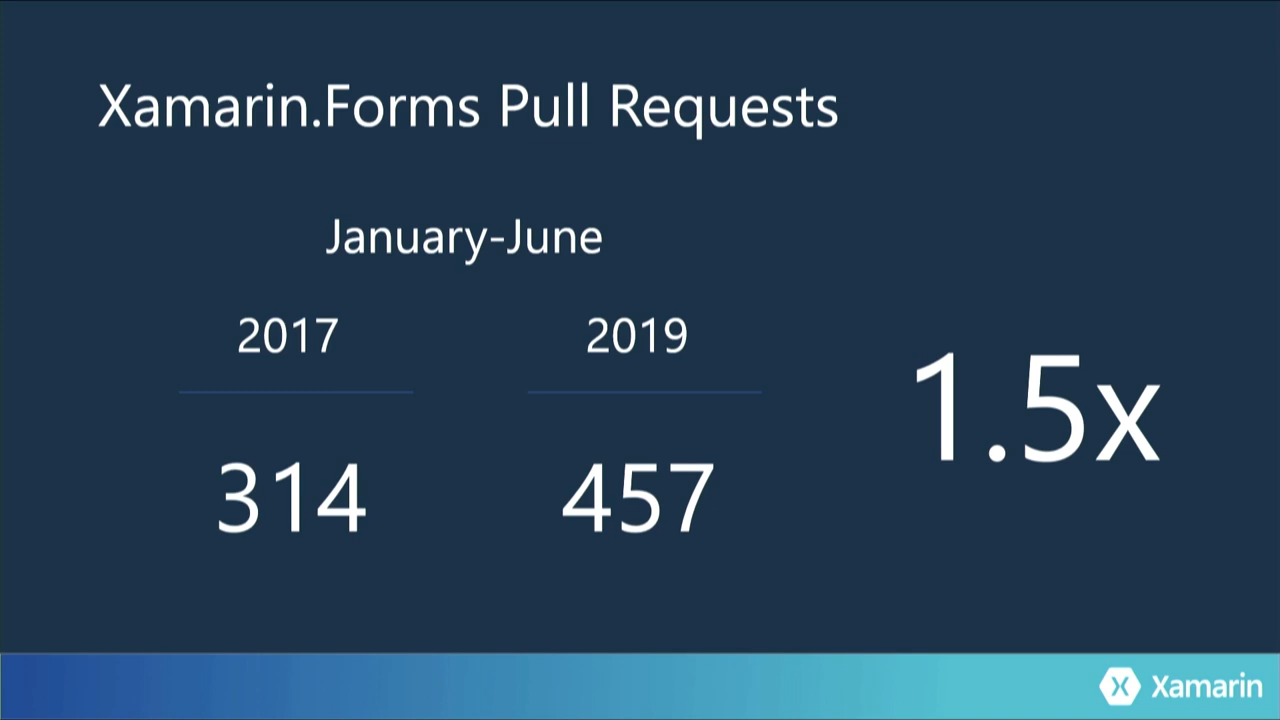 Xamarin.Forms Pull Requests
January-June
2017 2019
314 457
1.5x
Xamarin